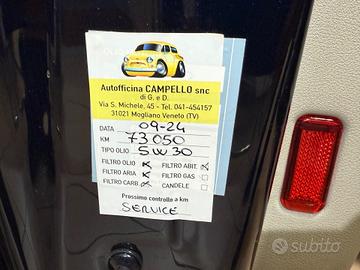 Autofficina CAMPELLO snc
di G. e D.
Via S. Michele, 45 - Tel. 041-454157
31021 Mogliano Veneto (TV)
DATA 09-24
KM 73050
TIPO OLIO 5W30
FILTRO OLIO FILTRO ABIT.
FILTRO ARIA FILTRO GAS
FILTRO CARB. CANDELE
Prossimo controllo a km
SERVICE
subito